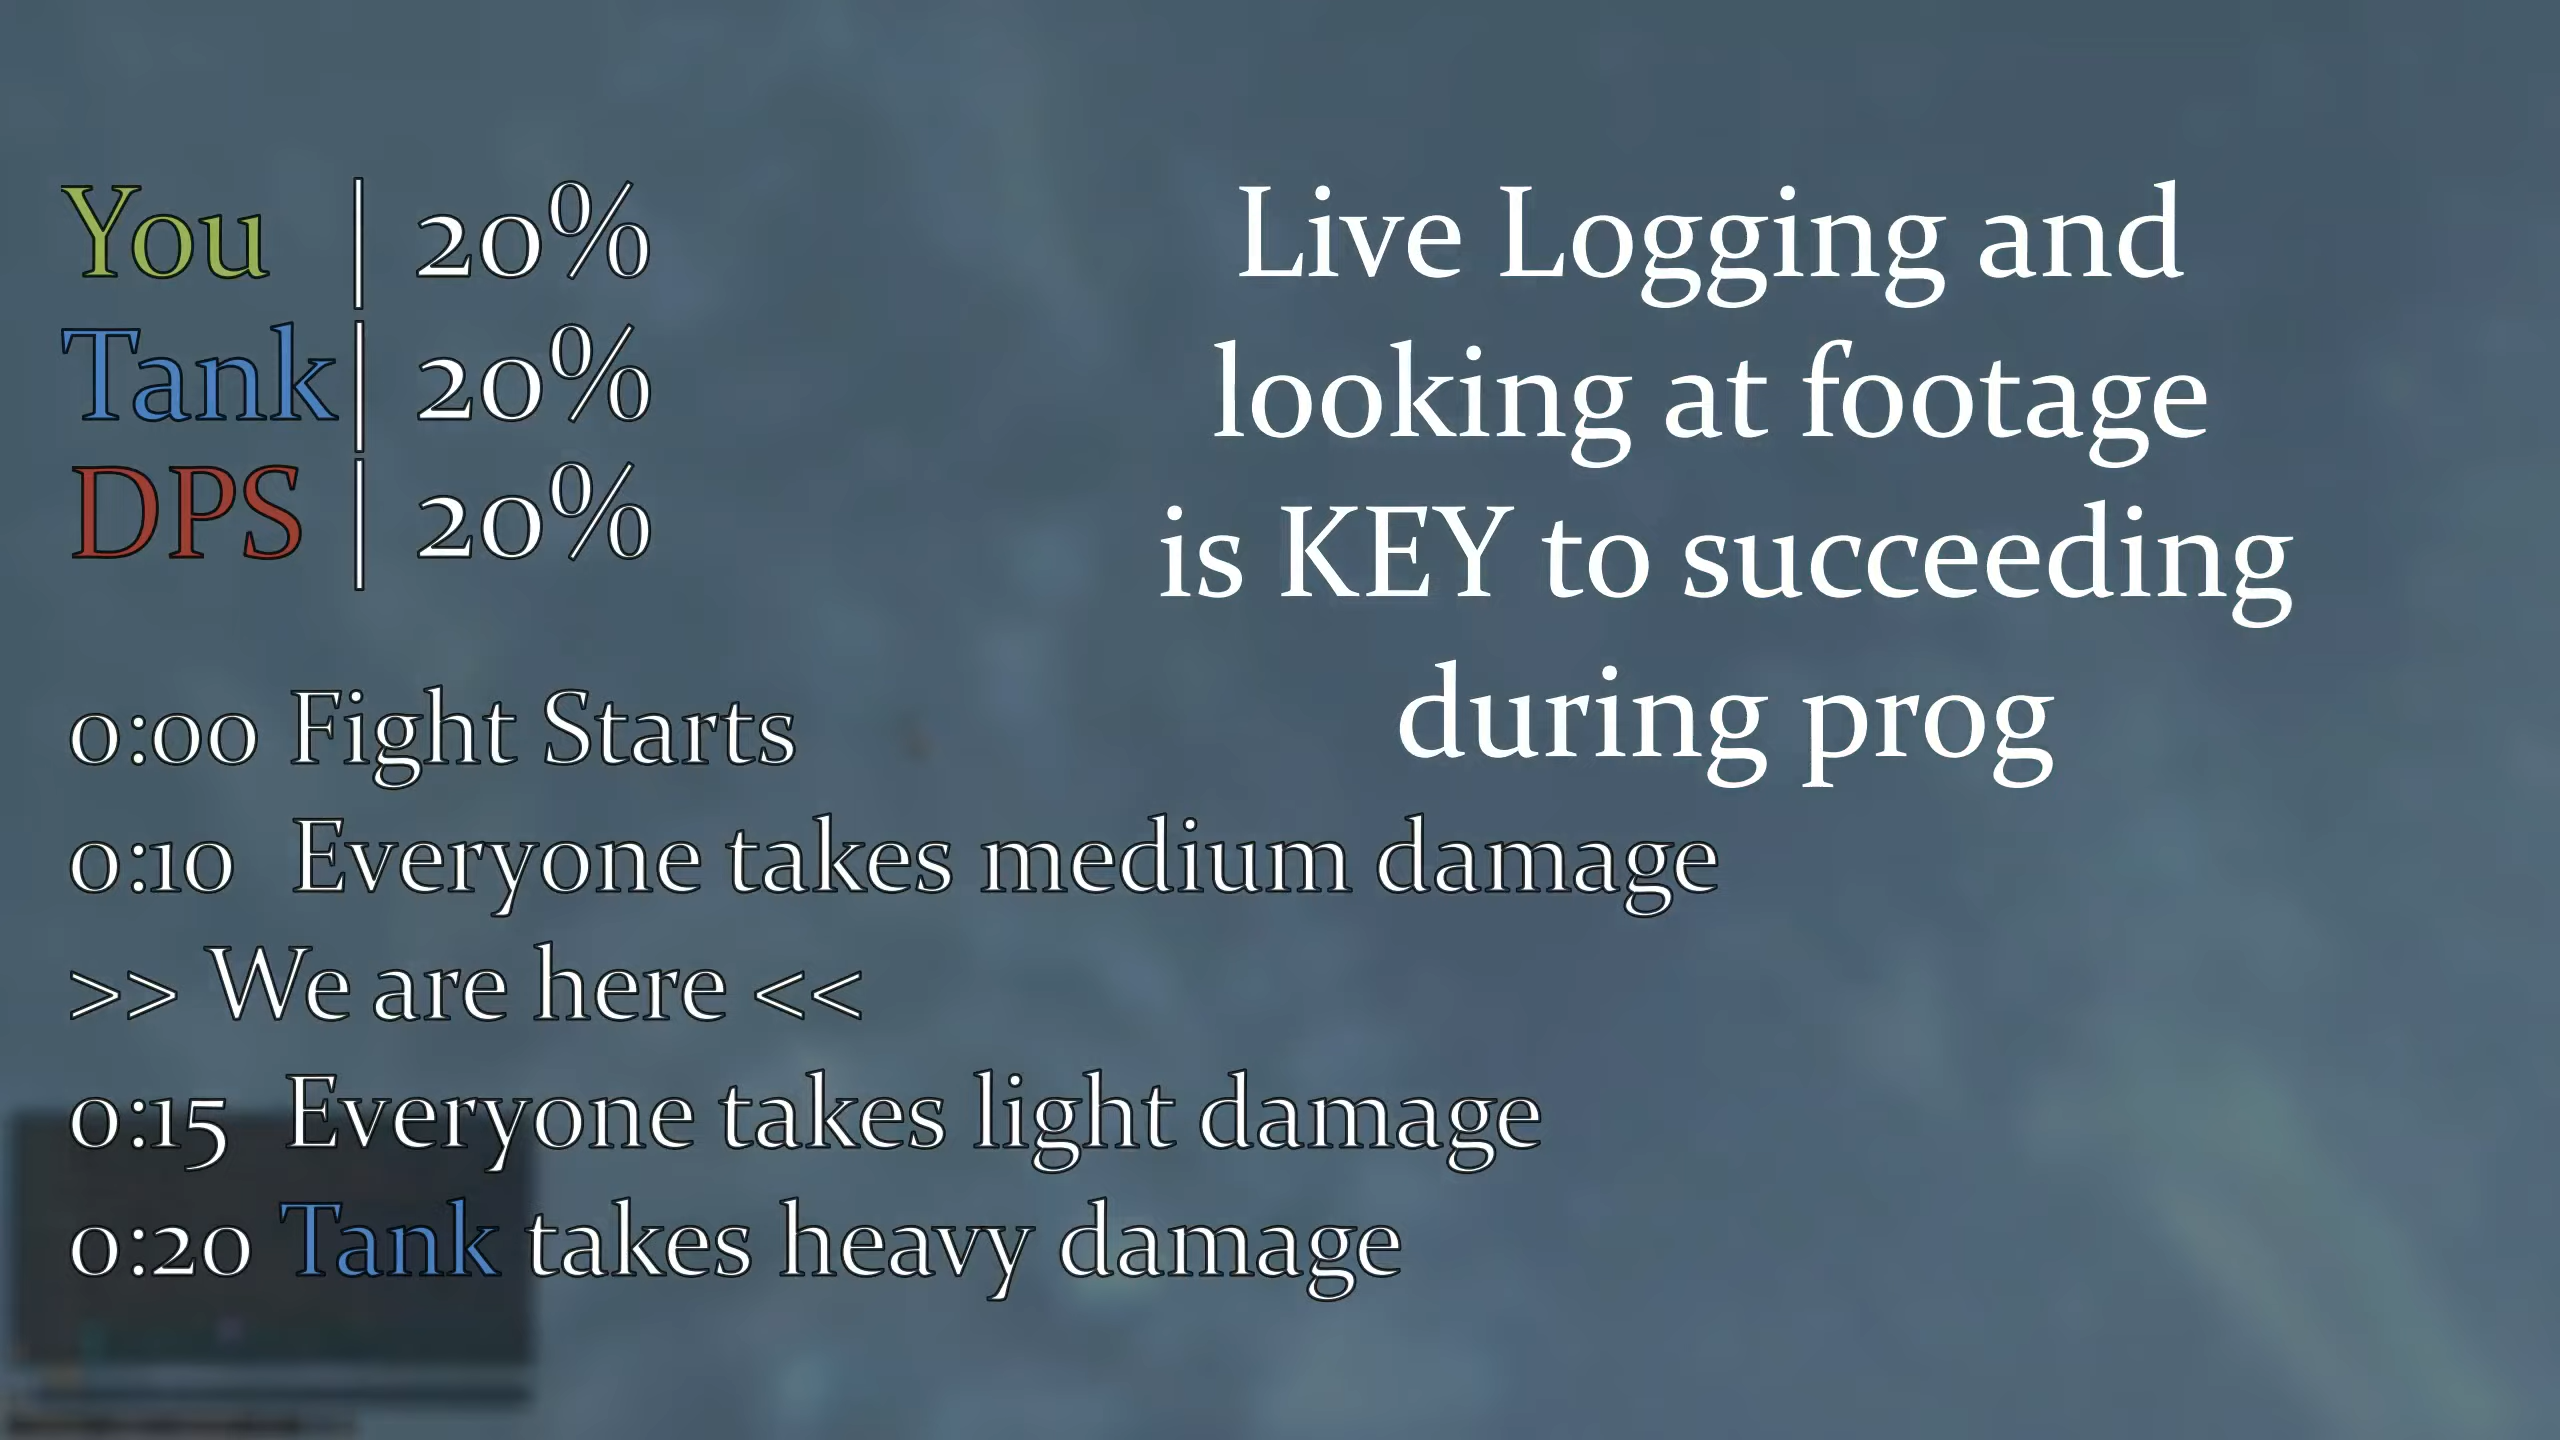 You | 20%
Tank | 20%
DPS | 20%
Live Logging and
looking at footage
is KEY to succeeding
during prog
0:00 Fight Starts
0:10 Everyone takes medium damage
>> We are here <<
0:15 Everyone takes light damage
0:20 Tank takes heavy damage